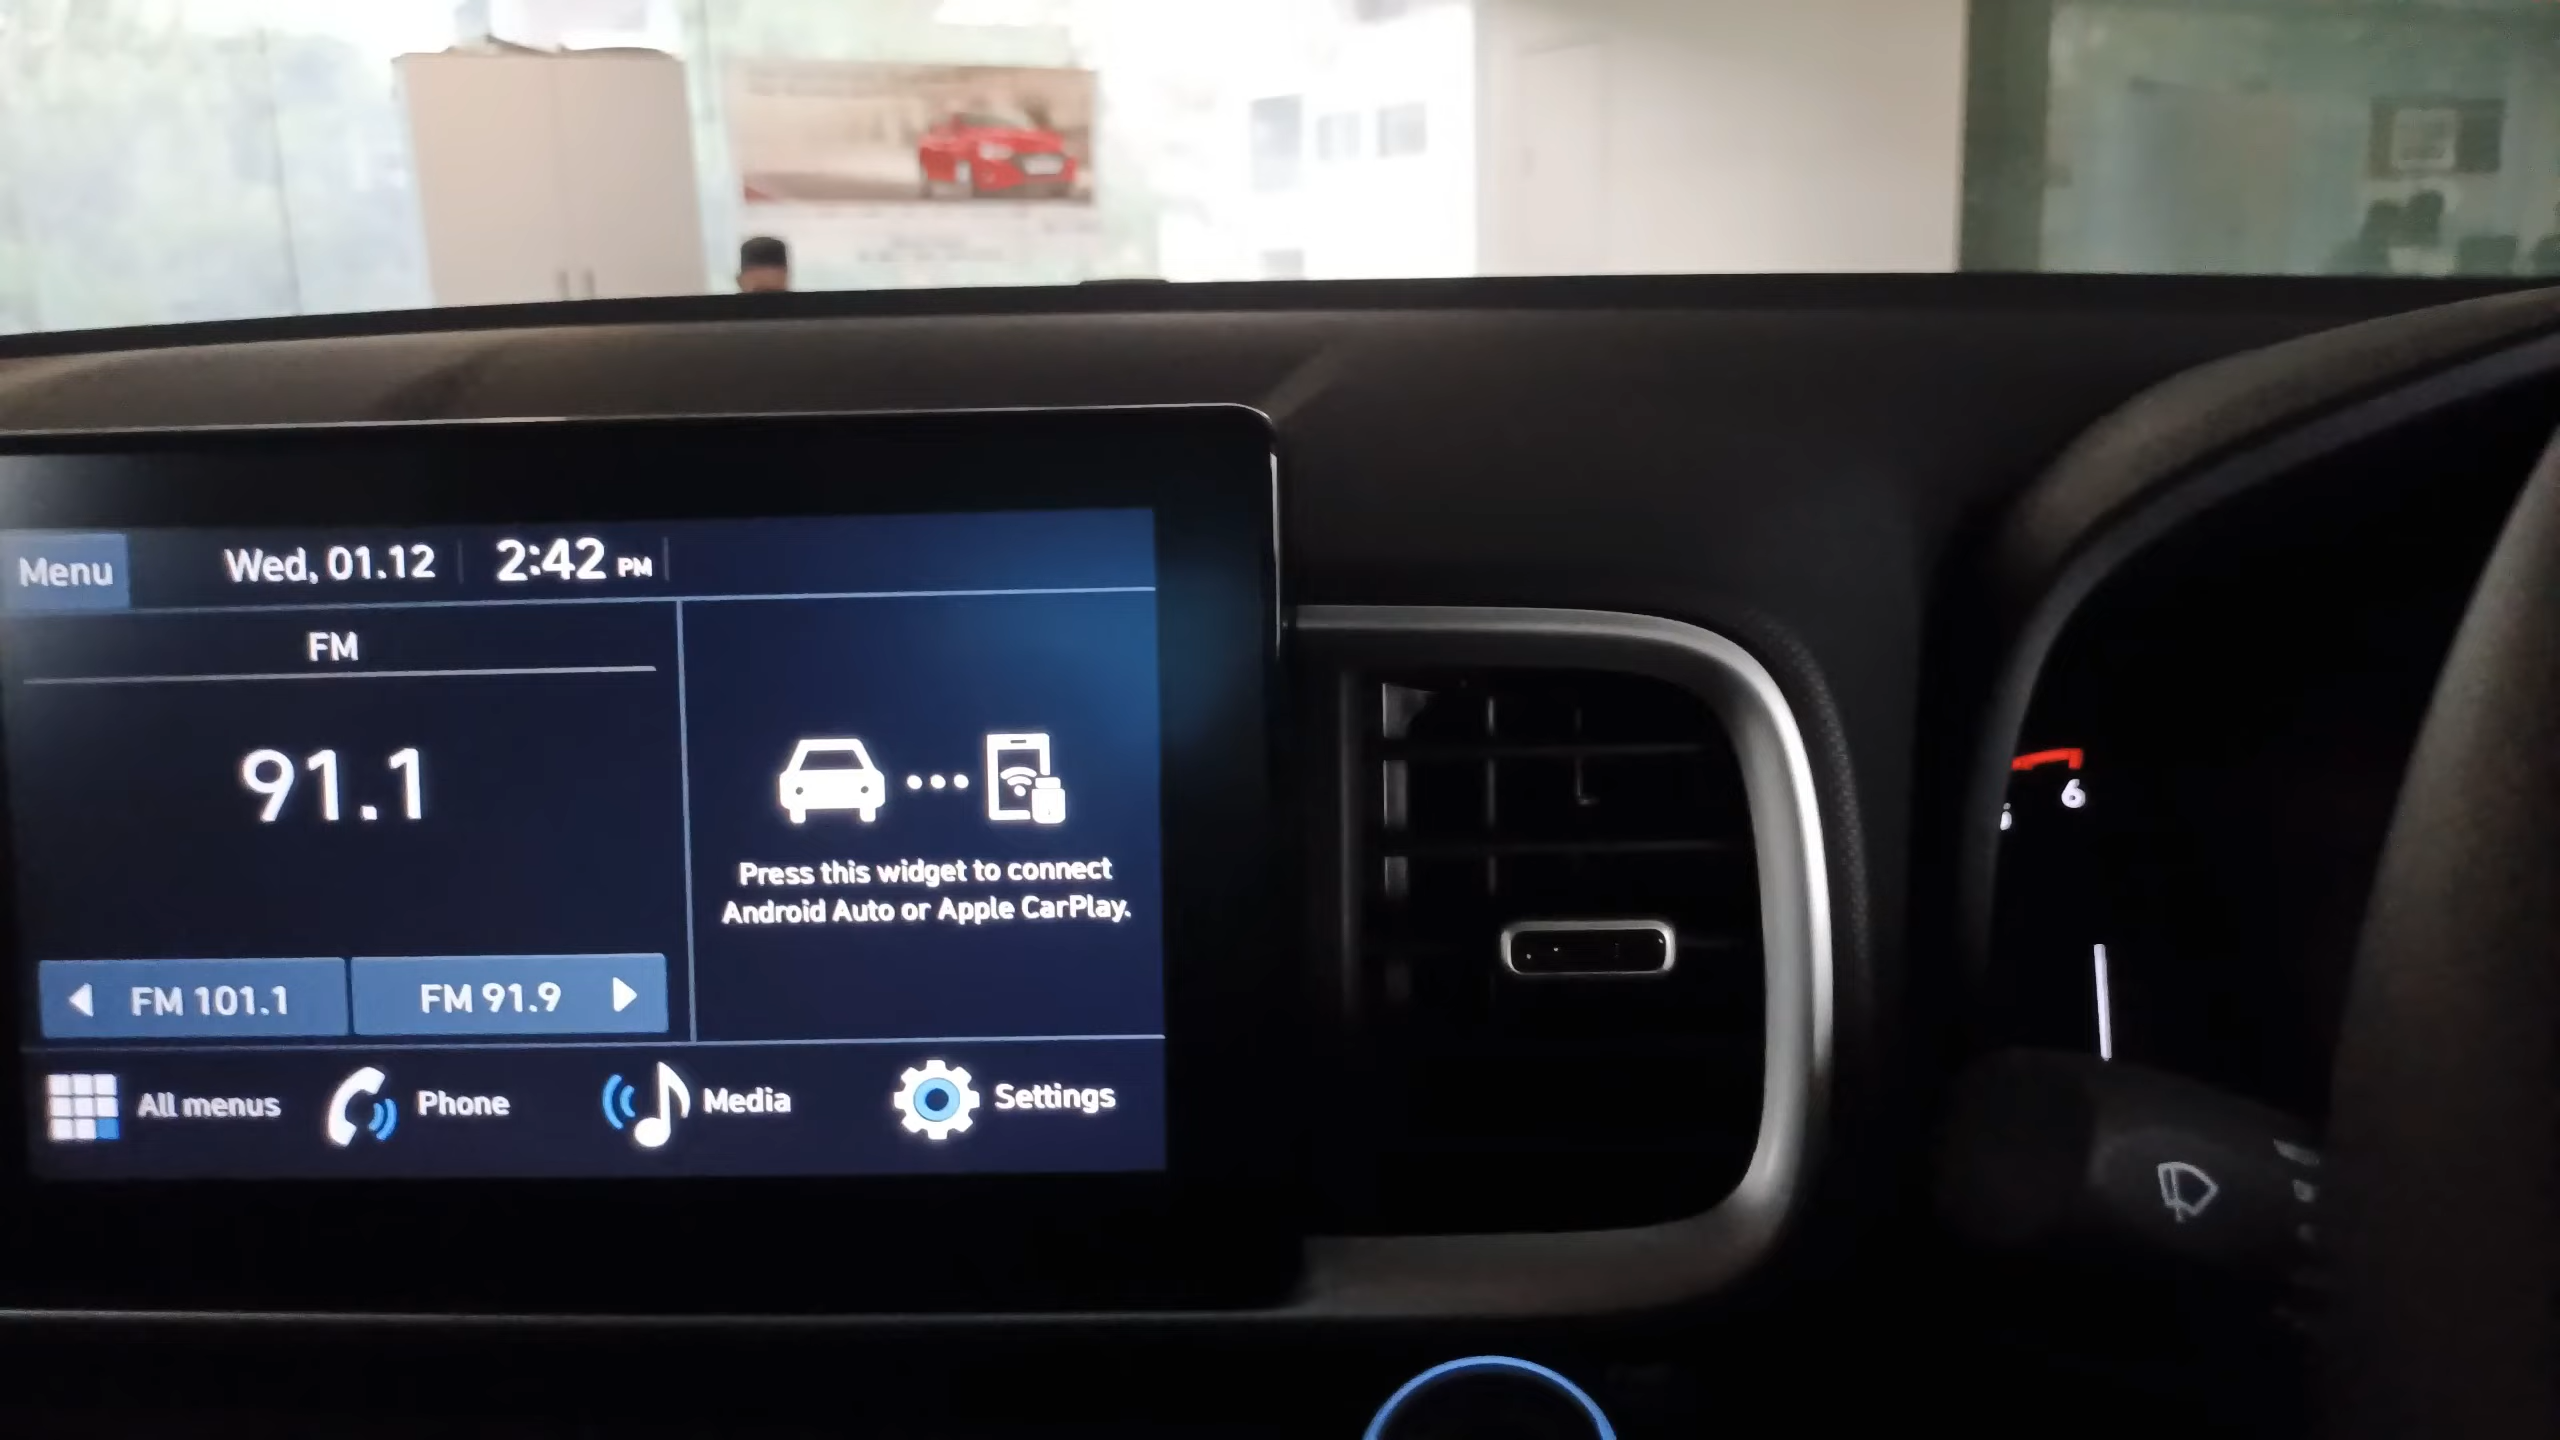 Menu
Wed, 01.12
2:42 PM
FM
91.1
FM 101.1
FM 91.9
Press this widget to connect
Android Auto or Apple CarPlay.
All menus
Phone
Media
Settings
6